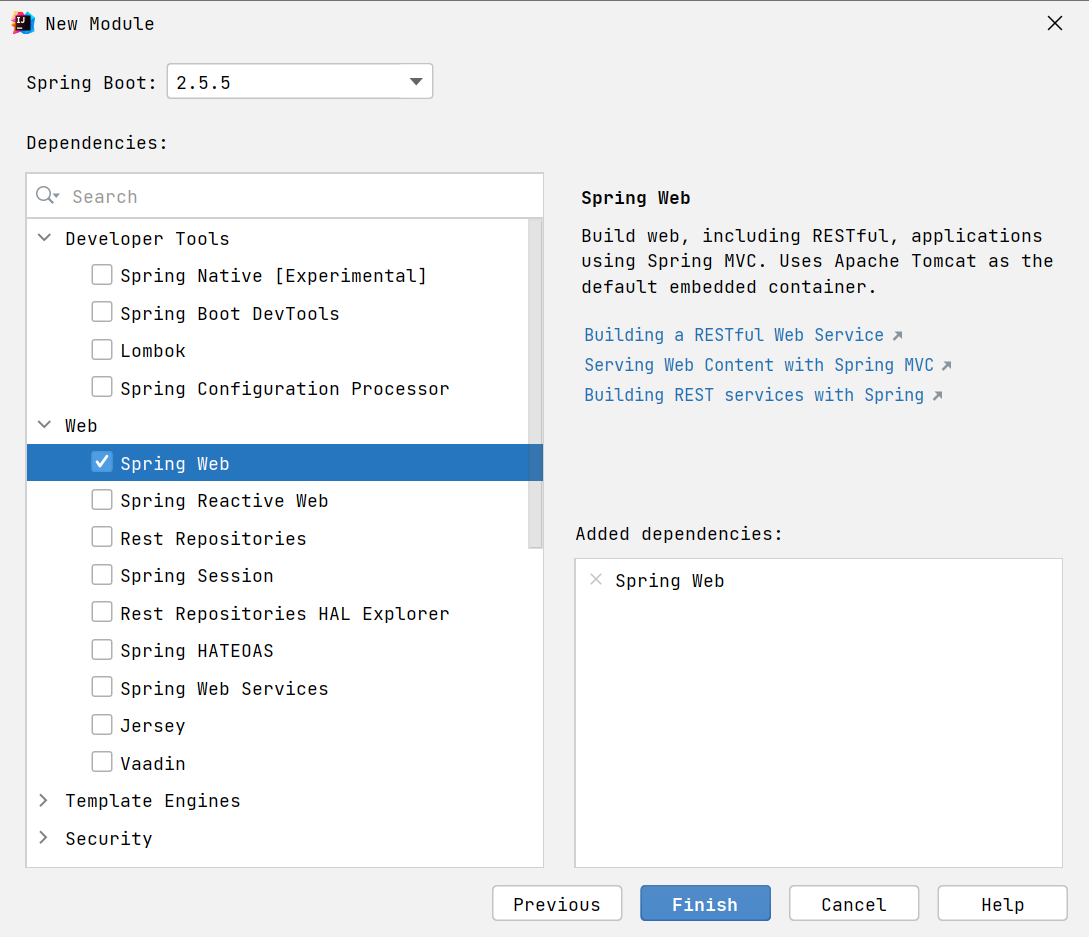 New Module
Spring Boot: 2.5.5
Dependencies:
Search
Developer Tools
Spring Native [Experimental]
Spring Boot DevTools
Lombok
Spring Configuration Processor
Web
Spring Web
Spring Reactive Web
Rest Repositories
Spring Session
Rest Repositories HAL Explorer
Spring HATEOAS
Spring Web Services
Jersey
Vaadin
Template Engines
Security
Spring Web
Build web, including RESTful, applications
using Spring MVC. Uses Apache Tomcat as the
default embedded container.
Building a RESTful Web Service
Serving Web Content with Spring MVC
Building REST services with Spring
Added dependencies:
Spring Web
Previous Finish Cancel Help